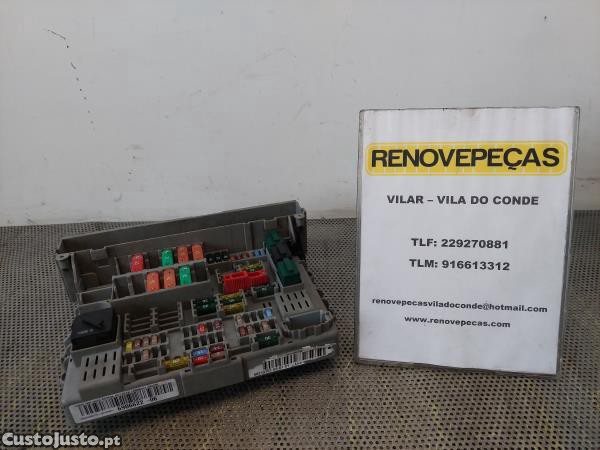 RENOVEPEÇAS
VILAR – VILA DO CONDE
TLF: 229270881
TLM: 916613312
renovepecasviladoconde@hotmail.com
www.renovepecas.com
CustoJusto.pt